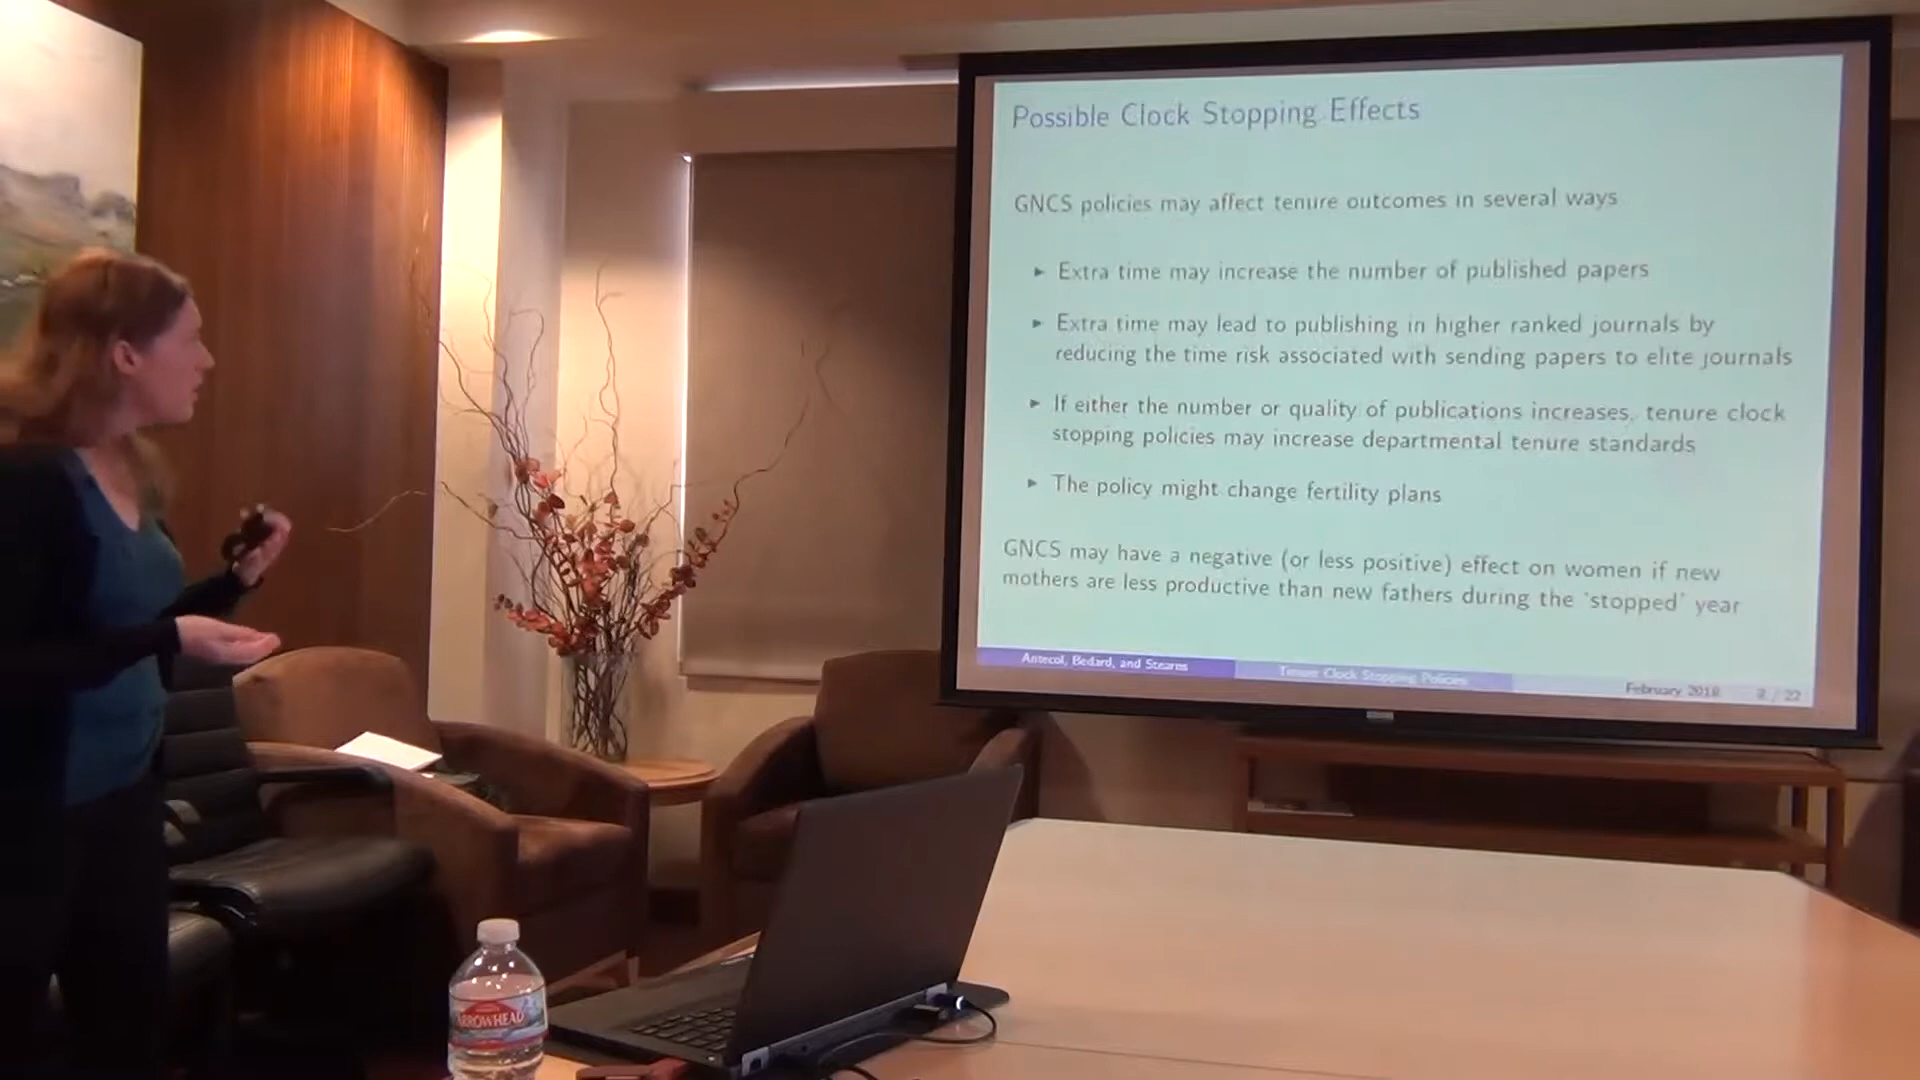 Possible Clock Stopping Effects
GNCS policies may affect tenure outcomes in several ways
Extra time may increase the number of published papers
Extra time may lead to publishing in higher ranked journals by
reducing the time risk associated with sending papers to elite journals
If either the number or quality of publications increases, tenure clock
stopping policies may increase departmental tenure standards
The policy might change fertility plans
GNCS may have a negative (or less positive) effect on women if new
mothers are less productive than new fathers during the 'stopped' year
Antecol, Bedard, and Stearns
Tenure Clock Stopping Policies
February 2018
/ 22
ARROWHEAD